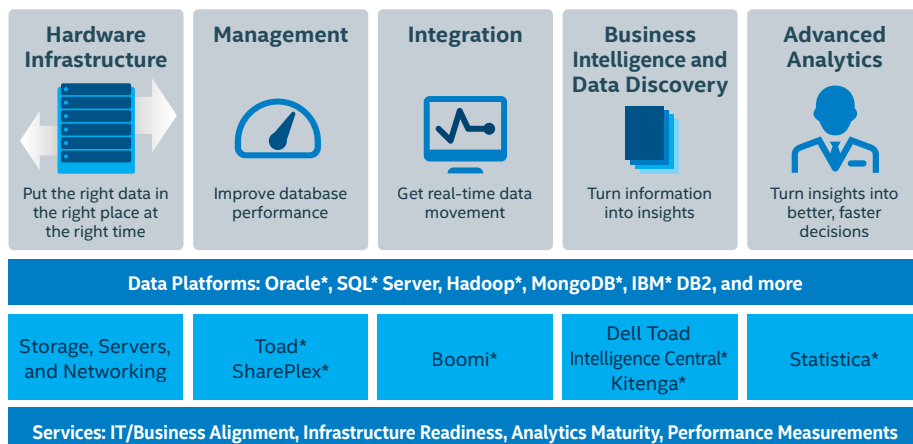 Hardware
Infrastructure
Put the right data in
the right place at
the right time
Management
Improve database
performance
Integration
Get real-time data
movement
Business
Intelligence and
Data Discovery
Turn information
into insights
Advanced
Analytics
Turn insights into
better, faster
decisions
Data Platforms: Oracle*, SQL* Server, Hadoop*, MongoDB*, IBM* DB2, and more
Storage, Servers,
and Networking
Toad*
SharePlex*
Boomi*
Dell Toad
Intelligence Central*
Kitenga*
Statistica*
Services: IT/Business Alignment, Infrastructure Readiness, Analytics Maturity, Performance Measurements